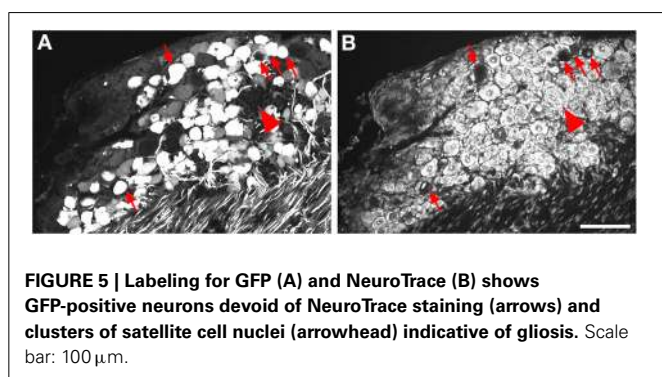 A
B
FIGURE 5 | Labeling for GFP (A) and NeuroTrace (B) shows
GFP-positive neurons devoid of NeuroTrace staining (arrows) and
clusters of satellite cell nuclei (arrowhead) indicative of gliosis. Scale
bar: 100 μm.